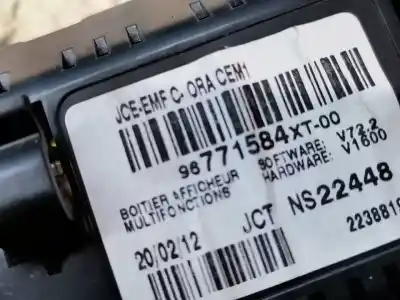 JCE-EMF C- ORA CEM1
96771584XT-00
BOITIER AFFICHEUR
MULTIFONCTIONS
SOFTWARE: V72.2
HARDWARE: V1600
20/02/12 JCT NS22448
2238818